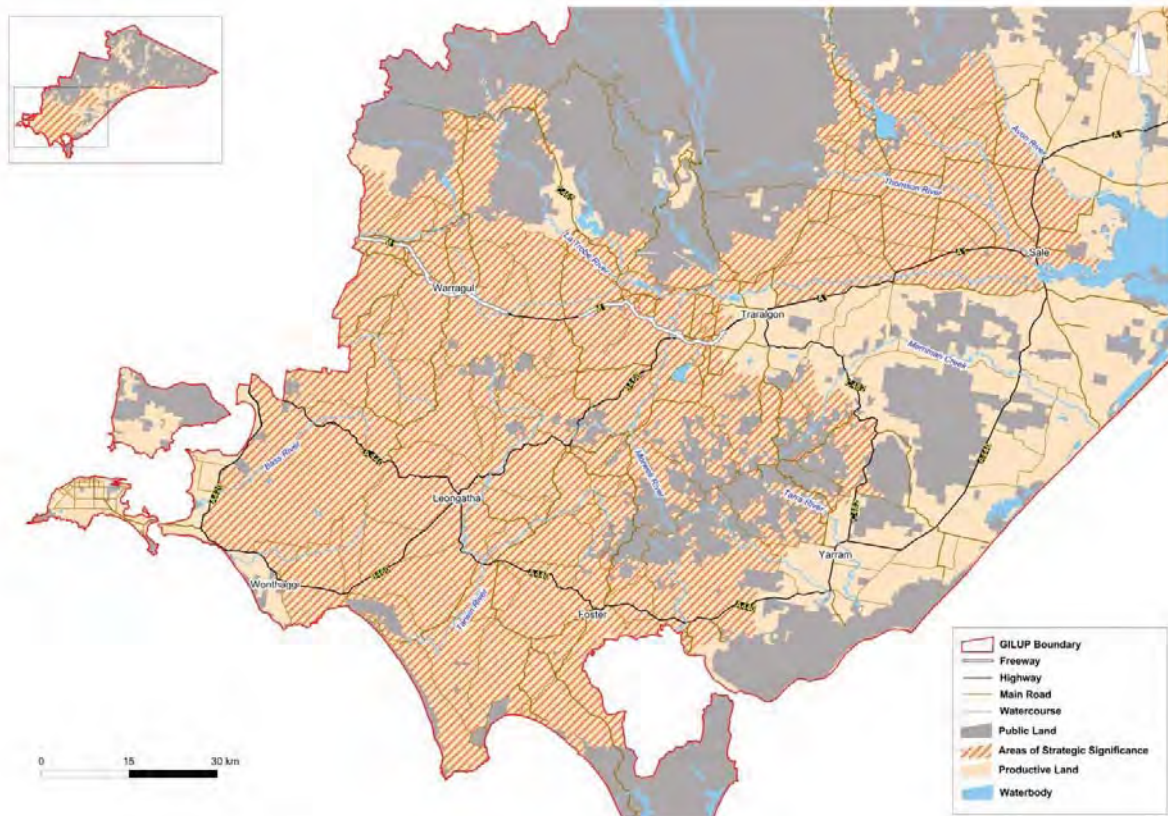 Avon River
Thomson River
La Trobe River
Sale
Warragul
Traralgon
Merriman Creek
Bass River
Morwell River
Tarra River
Leongatha
Yarram
Wonthaggi
Tarwin River
Foster
GILUP Boundary
Freeway
Highway
Main Road
Watercourse
Public Land
Areas of Strategic Significance
Productive Land
Waterbody
0 15 30 km